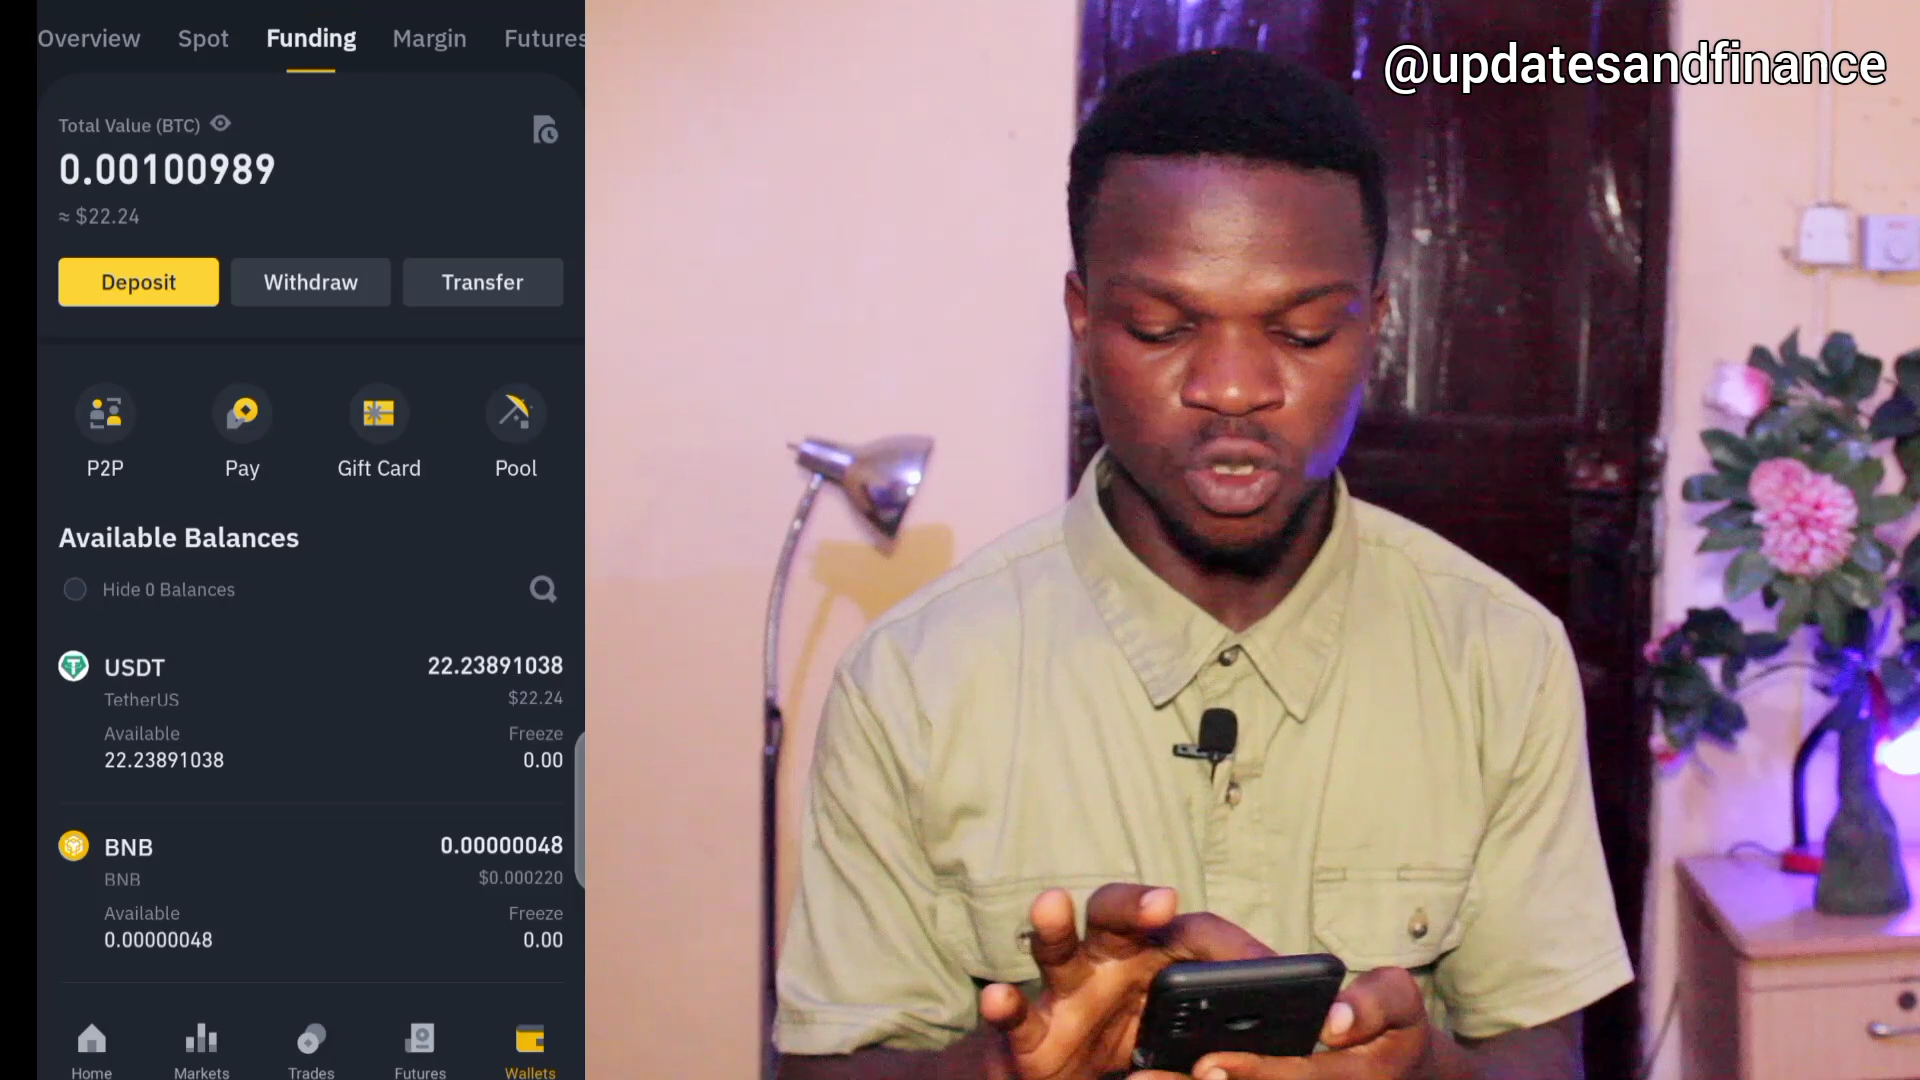 Overview Spot Funding Margin Futures
@updatesandfinance
Total Value (BTC)
0.00100989
≈ $22.24
Deposit Withdraw Transfer
P2P Pay Gift Card Pool
Available Balances
Hide 0 Balances
USDT 22.23891038
TetherUS $22.24
Available Freeze
22.23891038 0.00
BNB 0.00000048
BNB $0.000220
Available Freeze
0.00000048 0.00
Home Markets Trades Futures Wallets